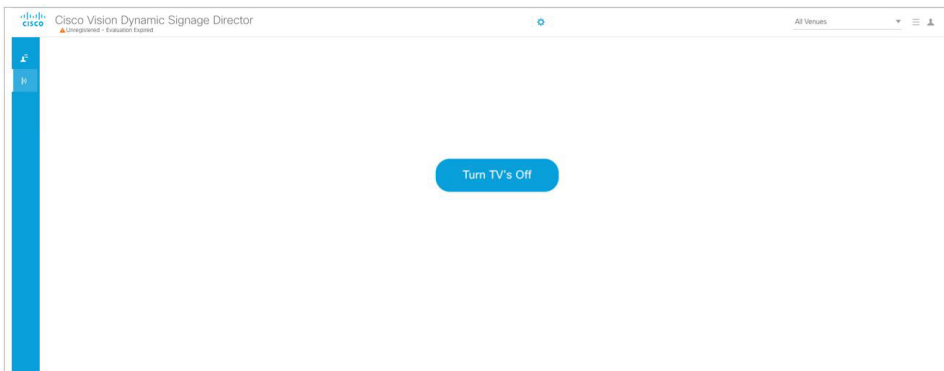 CISCO
Cisco Vision Dynamic Signage Director
Unregistered - Evaluation Expired
All Venues
Turn TV's Off